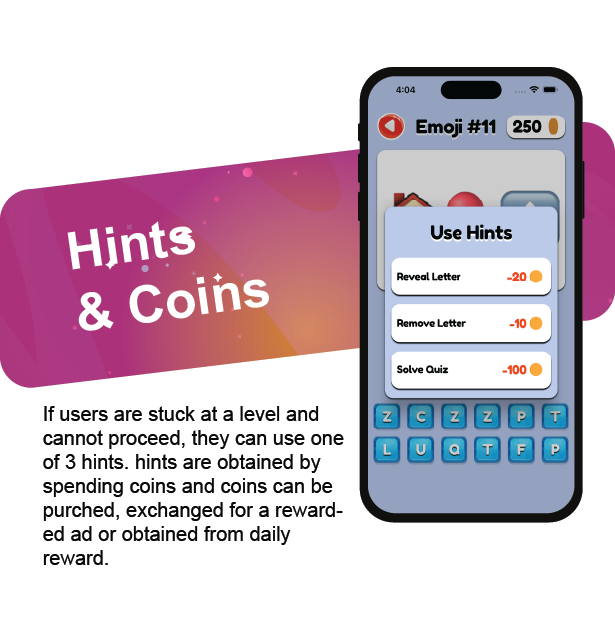 Hints
& Coins
If users are stuck at a level and
cannot proceed, they can use one
of 3 hints. hints are obtained by
spending coins and coins can be
purched, exchanged for a reward-
ed ad or obtained from daily
reward.
4:04
Emoji #11
250
Use Hints
Reveal Letter -20
Remove Letter -10
Solve Quiz -100
Z C Z Z P T
L U Q T F P